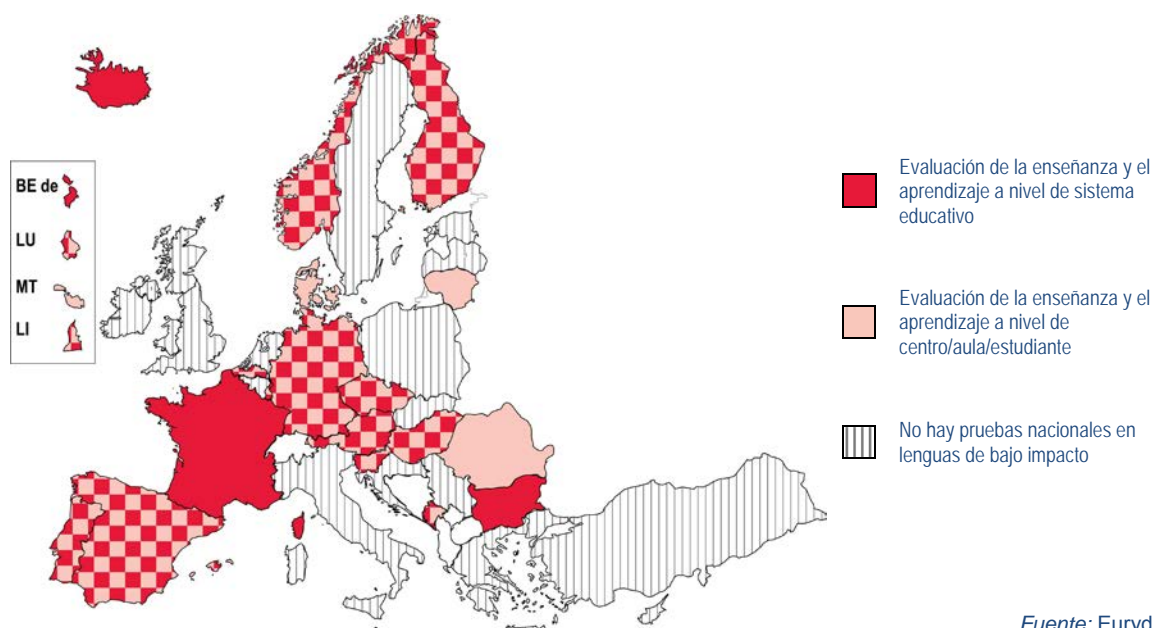 BE de
LU
MT
LI
Evaluación de la enseñanza y el
aprendizaje a nivel de sistema
educativo
Evaluación de la enseñanza y el
aprendizaje a nivel de
centro/aula/estudiante
No hay pruebas nacionales en
lenguas de bajo impacto
Fuente: Euryd